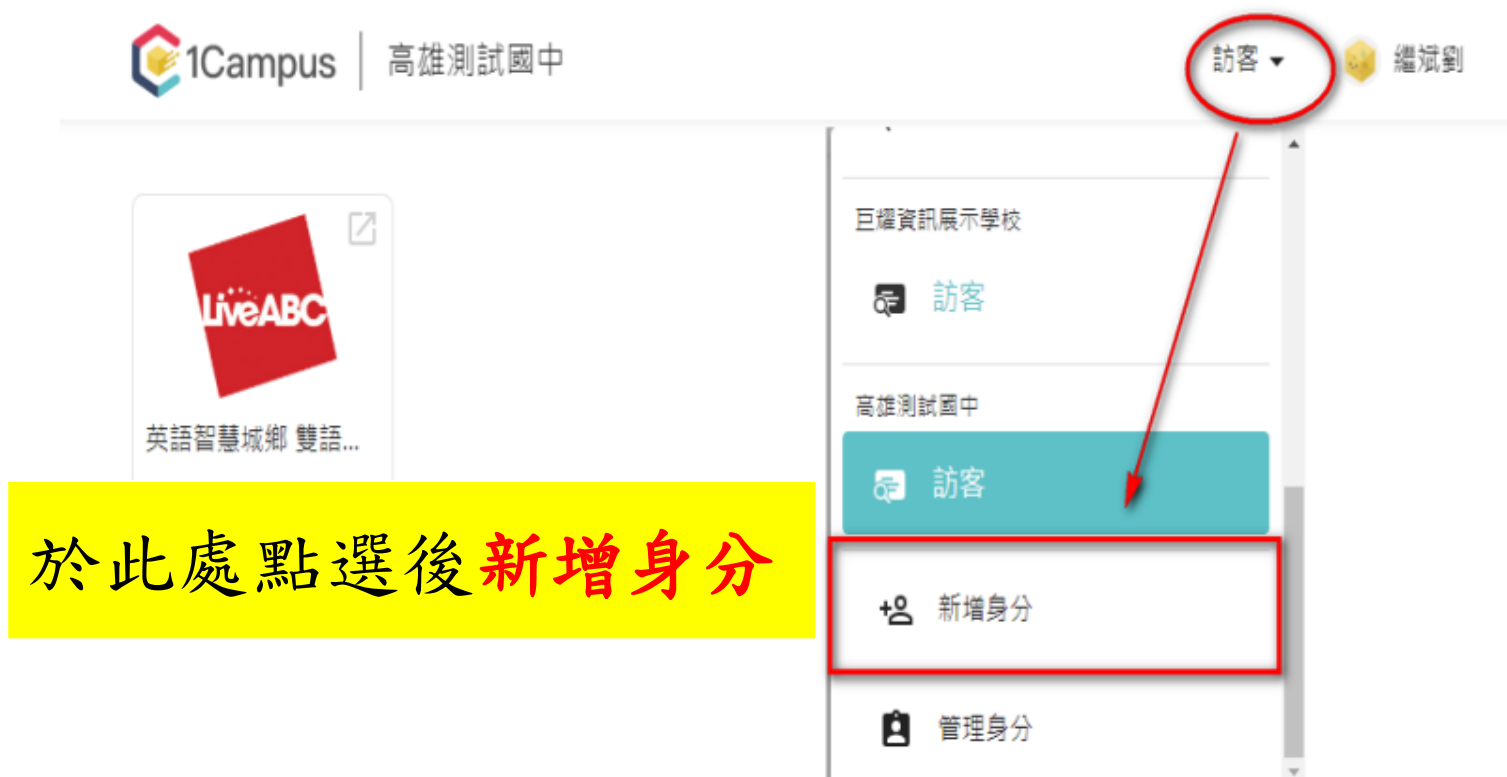 1Campus 高雄測試國中
訪客
繼斌劉
LiveABC
英語智慧城鄉 雙語...
於此處點選後新增身分
巨耀資訊展示學校
訪客
高雄測試國中
訪客
新增身分
管理身分